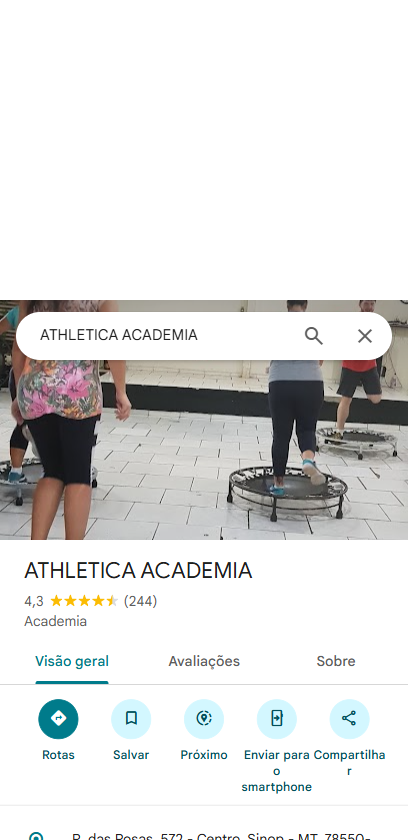 ATHLETICA ACADEMIA
ATHLETICA ACADEMIA
4,3 (244)
Academia
Visão geral Avaliações Sobre
Rotas Salvar Próximo Enviar para Compartilha
o r
smartphone
R. das Rosas, 572 - Centro, Sinop - MT, 78550-